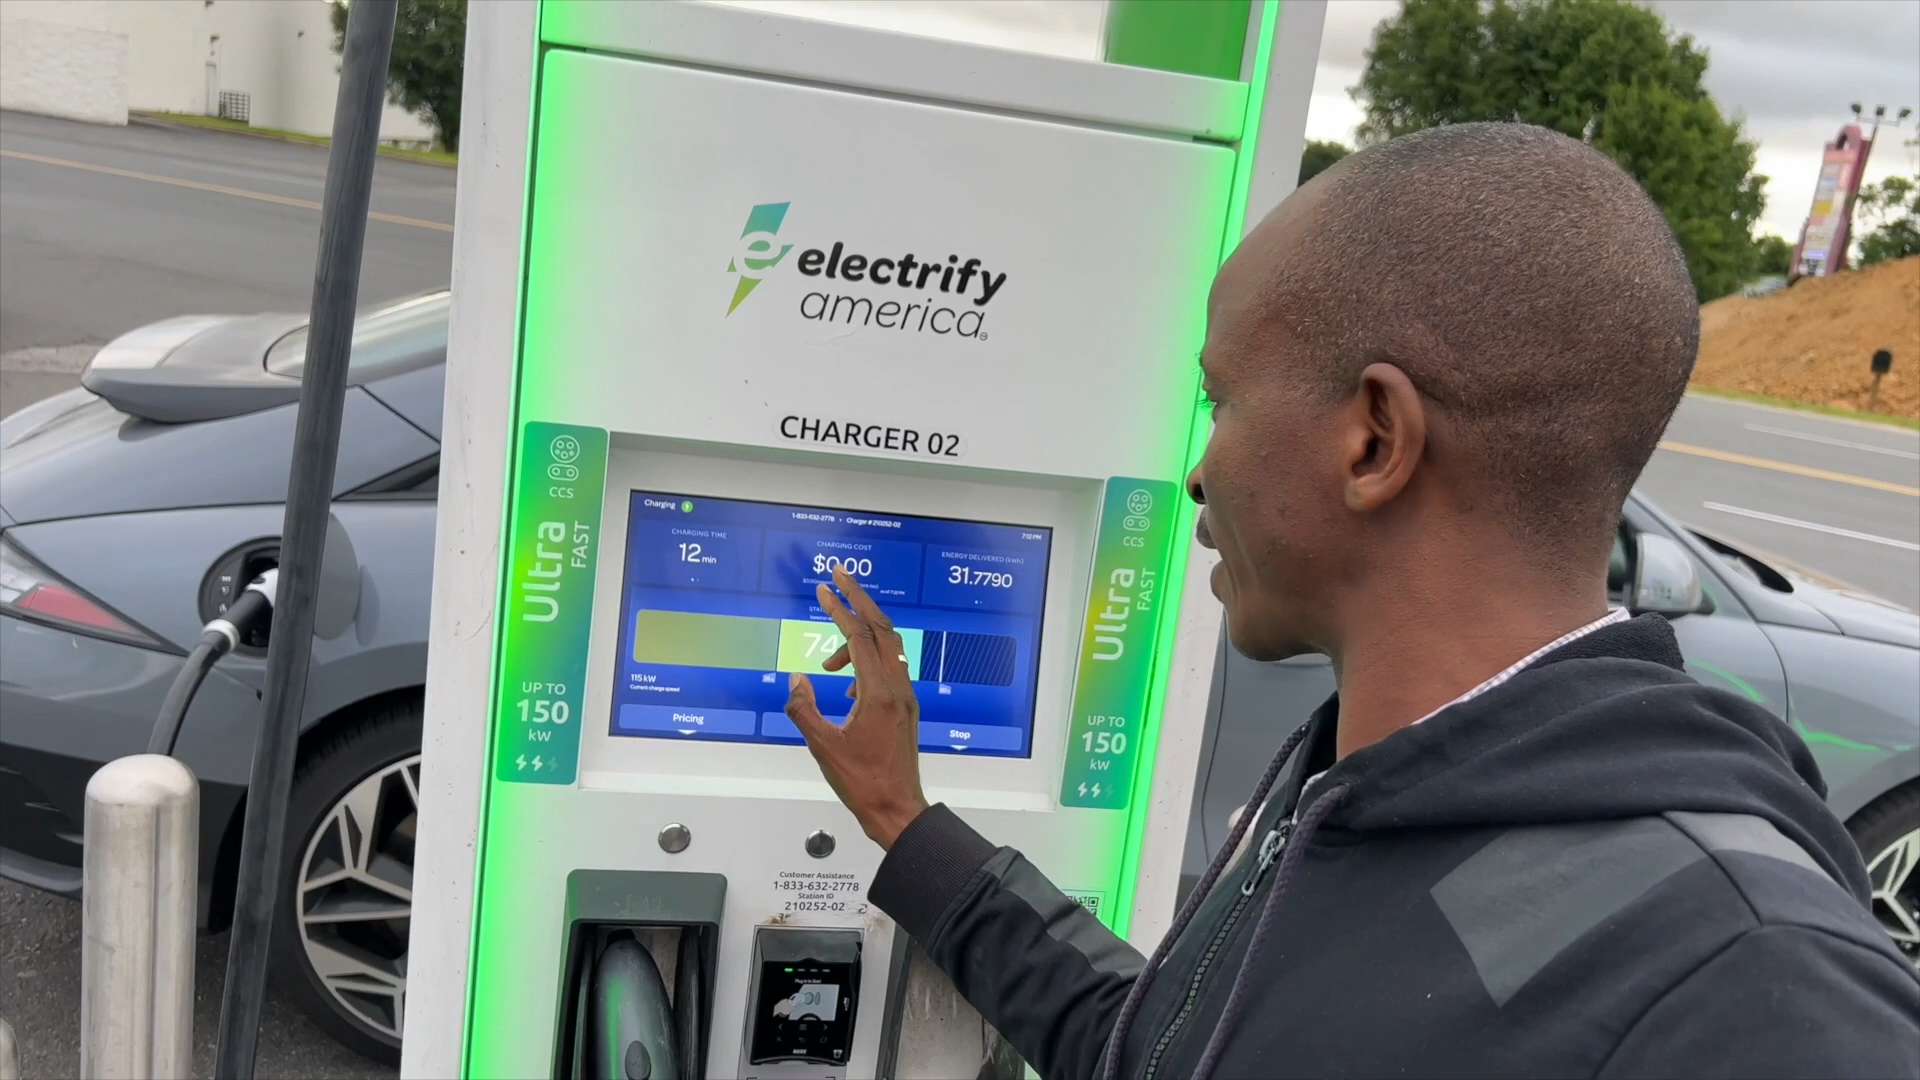 electrify
america
CHARGER 02
CCS
Ultra
FAST
UP TO
150
kW
Charging
1-833-632-2778 • Charger # 210252-02
7:12 PM
CHARGING TIME
12 min
CHARGING COST
$0.00
ENERGY DELIVERED (kWh)
31.7790
74
115 kW
Current charge speed
Pricing
Stop
CCS
Ultra
FAST
UP TO
150
kW
Customer Assistance
1-833-632-2778
Station ID
210252-02